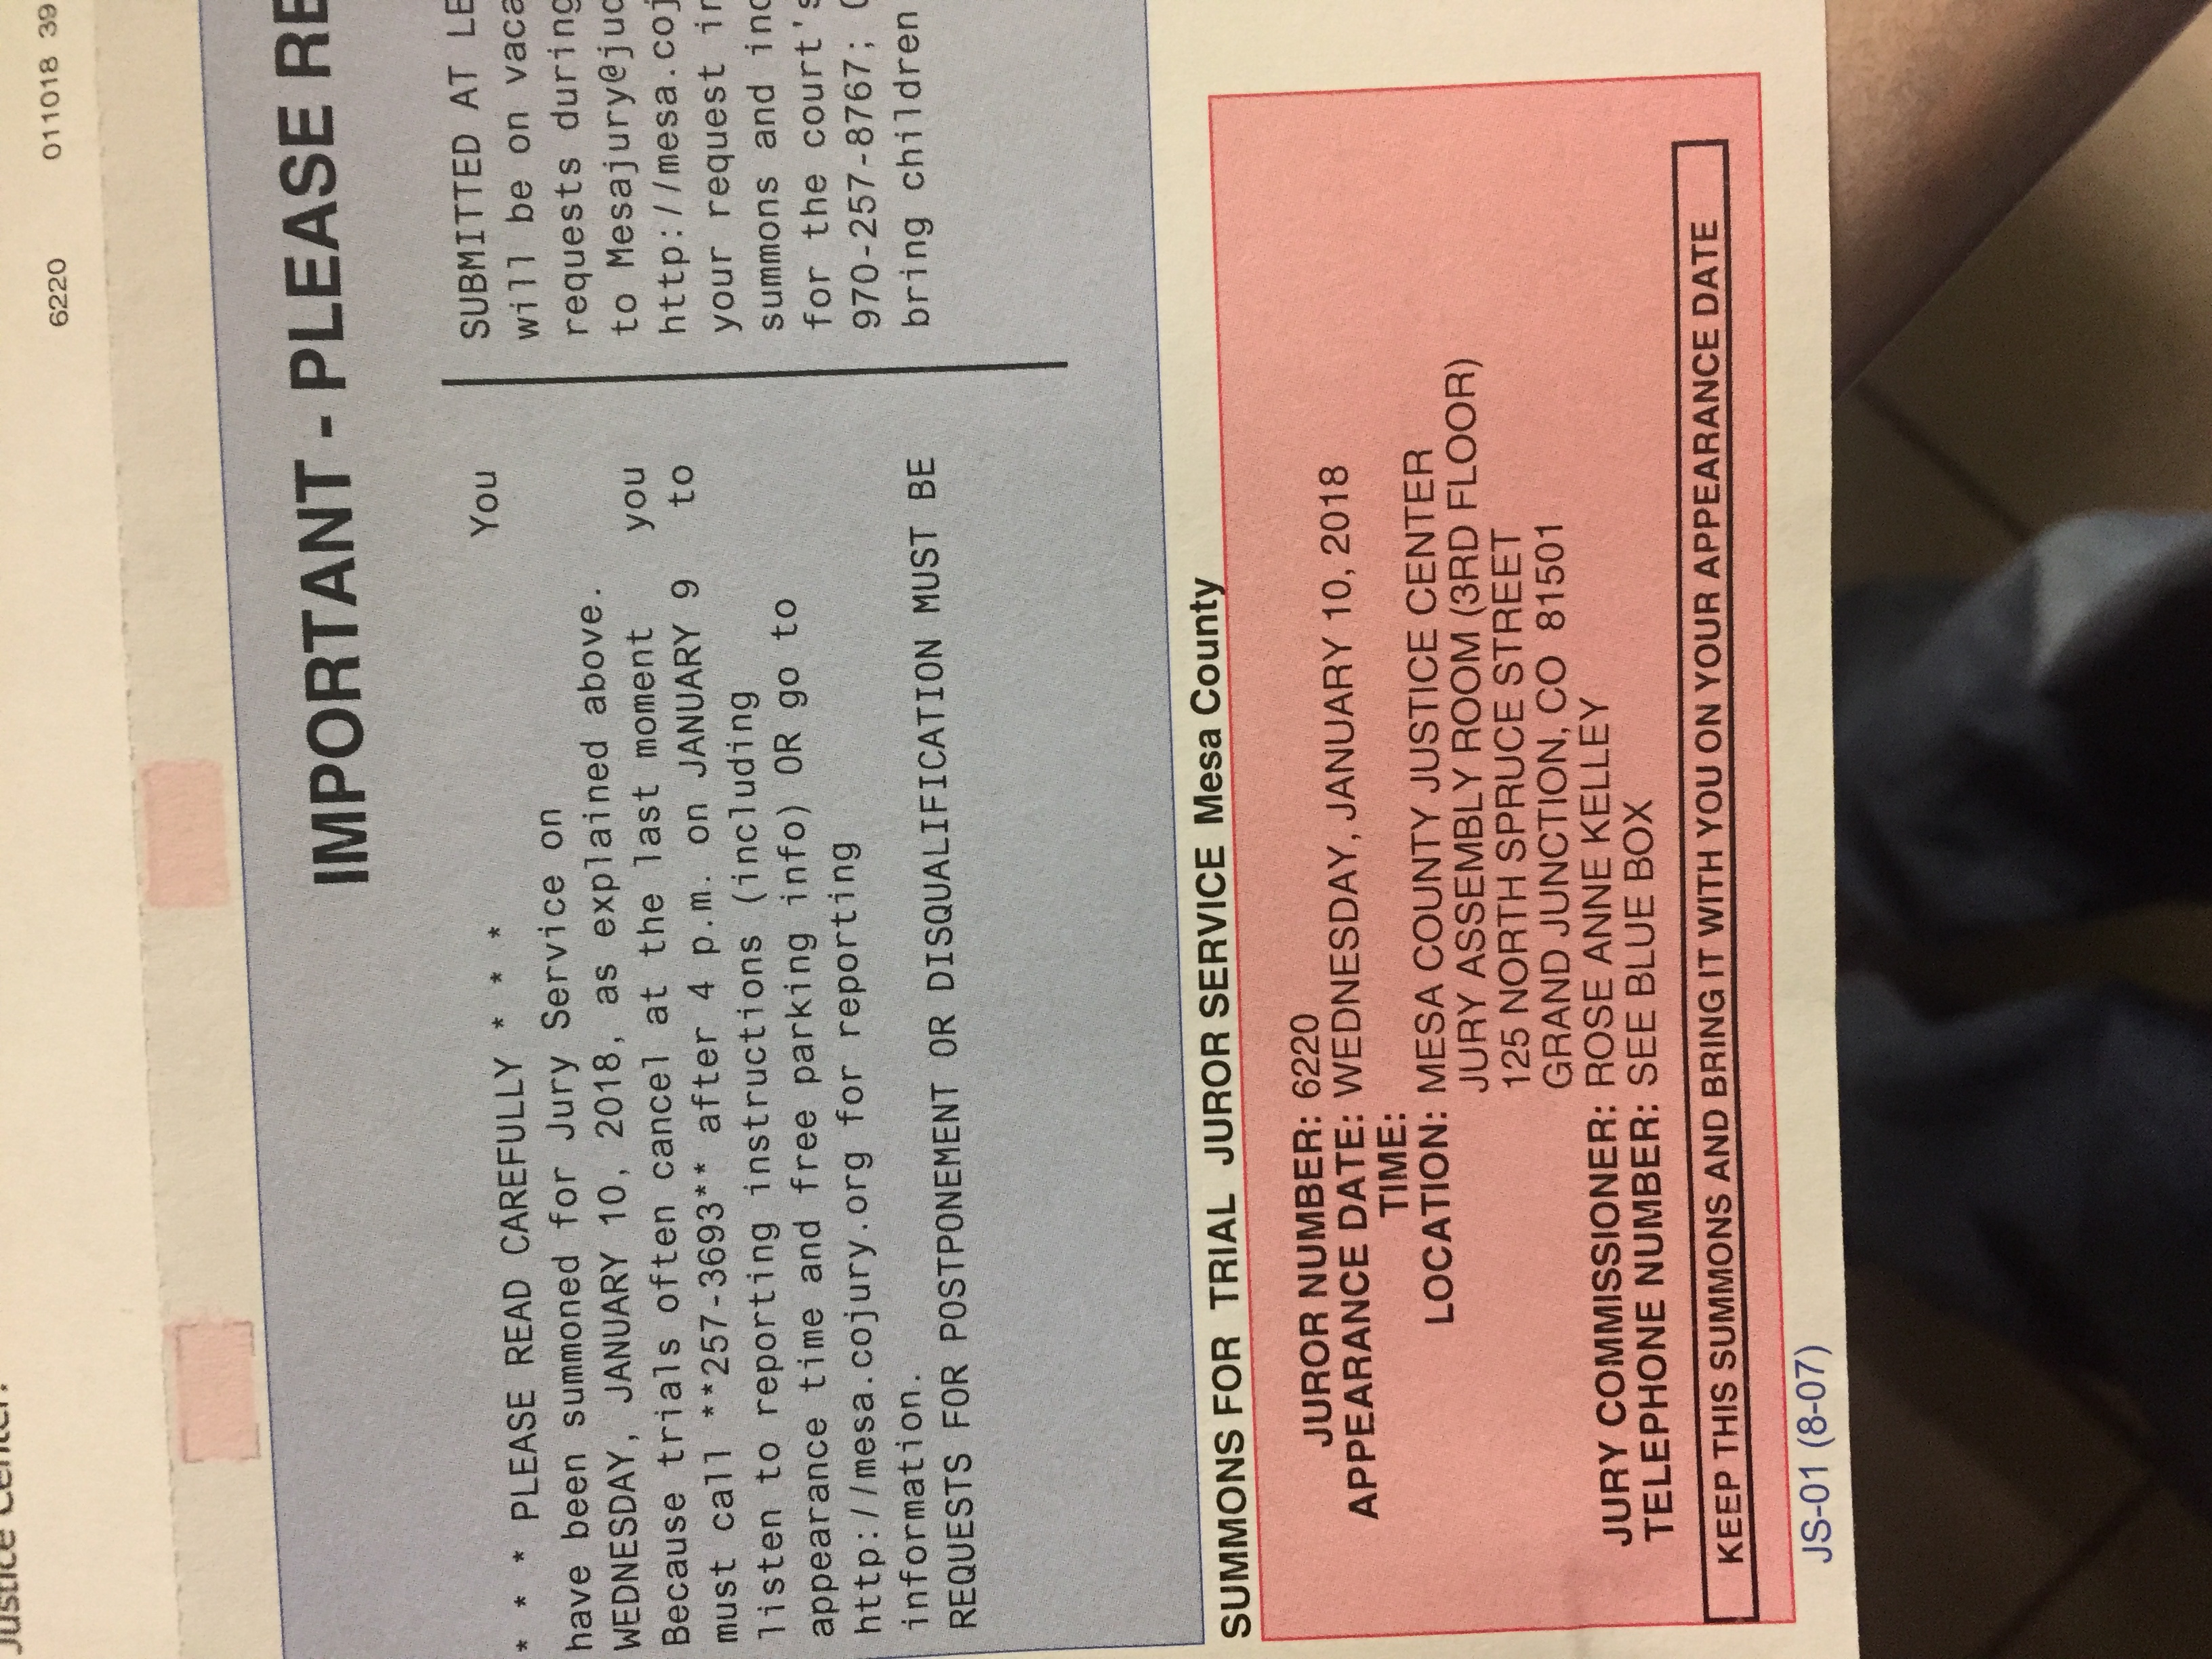 Justice Center.
6220 011018 39
IMPORTANT - PLEASE RE
* * * PLEASE READ CAREFULLY * * * You
have been summoned for Jury Service on
WEDNESDAY, JANUARY 10, 2018, as explained above.
Because trials often cancel at the last moment you
must call **257-3693** after 4 p.m. on JANUARY 9 to
listen to reporting instructions (including
appearance time and free parking info) OR go to
http://mesa.cojury.org for reporting
information.
REQUESTS FOR POSTPONEMENT OR DISQUALIFICATION MUST BE
SUBMITTED AT LE
will be on vaca
requests during
to Mesajury@jud
http://mesa.coj
your request in
summons and inc
for the court's
970-257-8767;
bring children
SUMMONS FOR TRIAL JUROR SERVICE Mesa County
JUROR NUMBER: 6220
APPEARANCE DATE: WEDNESDAY, JANUARY 10, 2018
TIME:
LOCATION: MESA COUNTY JUSTICE CENTER
JURY ASSEMBLY ROOM (3RD FLOOR)
125 NORTH SPRUCE STREET
GRAND JUNCTION, CO 81501
JURY COMMISSIONER: ROSE ANNE KELLEY
TELEPHONE NUMBER: SEE BLUE BOX
KEEP THIS SUMMONS AND BRING IT WITH YOU ON YOUR APPEARANCE DATE
JS-01 (8-07)